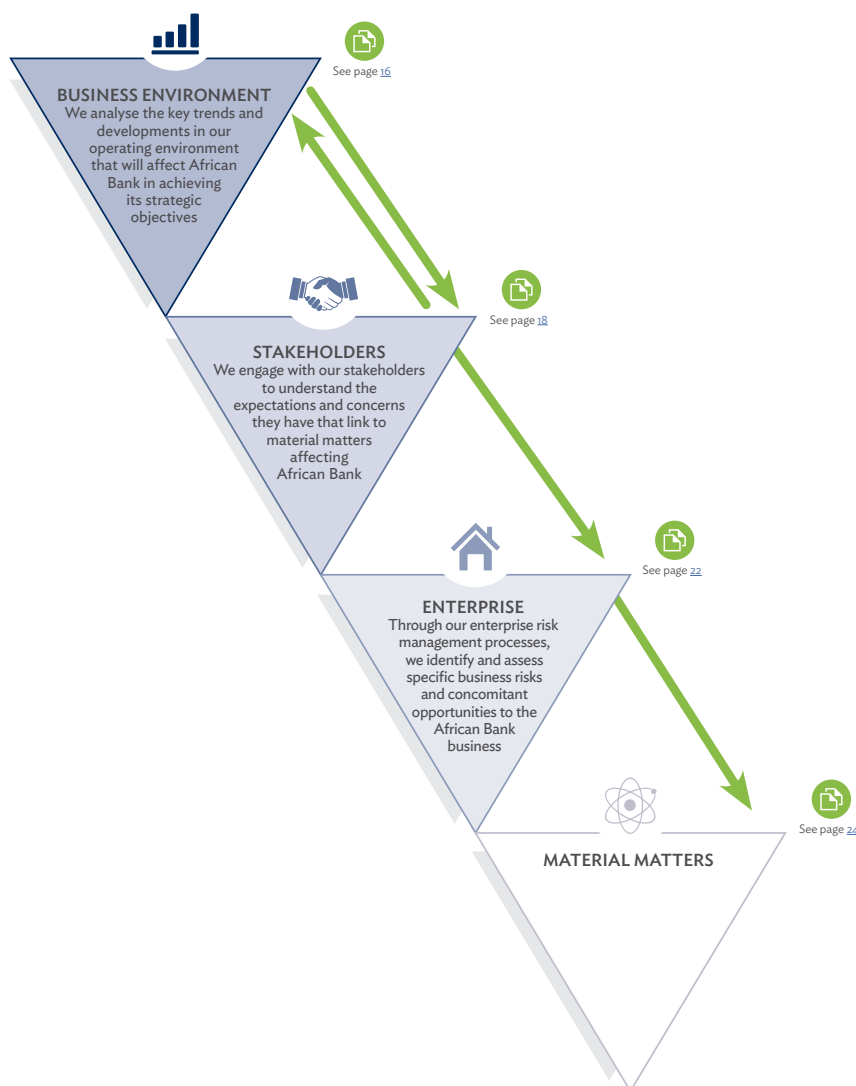 See page 16
BUSINESS ENVIRONMENT
We analyse the key trends and
developments in our
operating environment
that will affect African
Bank in achieving
its strategic
objectives
See page 18
STAKEHOLDERS
We engage with our stakeholders
to understand the
expectations and concerns
they have that link to
material matters
affecting
African Bank
See page 22
ENTERPRISE
Through our enterprise risk
management processes,
we identify and assess
specific business risks
and concomitant
opportunities to the
African Bank
business
See page 24
MATERIAL MATTERS